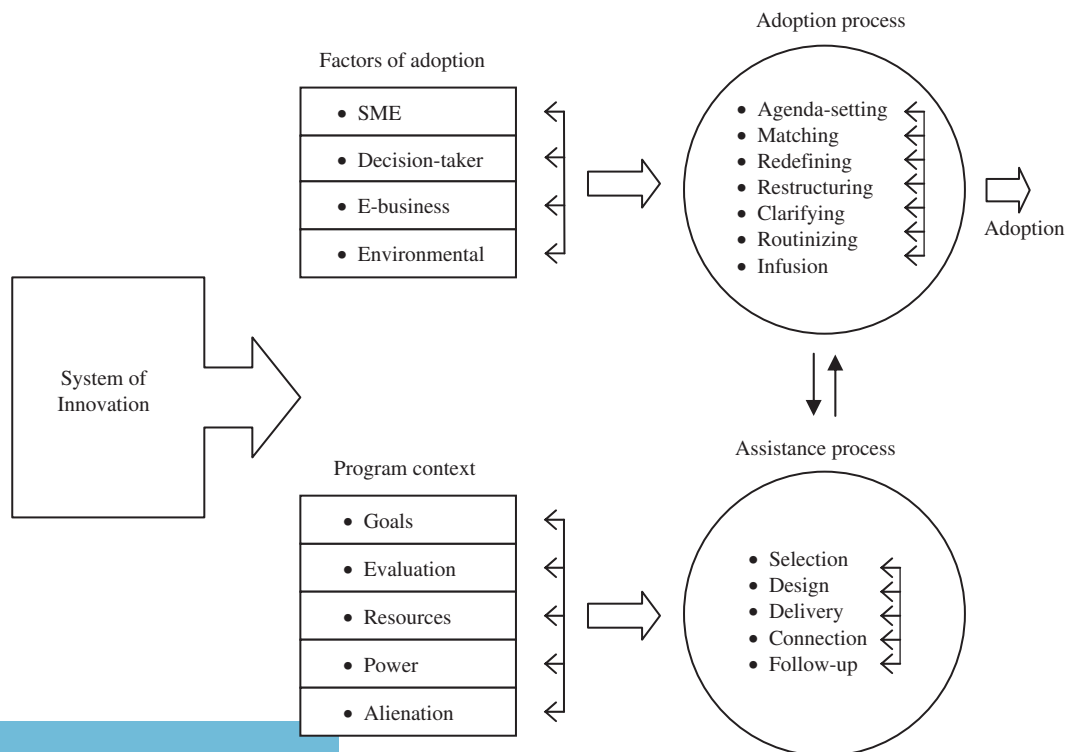 Adoption process
Factors of adoption
• SME
• Decision-taker
• E-business
• Environmental
• Agenda-setting
• Matching
• Redefining
• Restructuring
• Clarifying
• Routinizing
• Infusion
Adoption
System of
Innovation
Program context
• Goals
• Evaluation
• Resources
• Power
• Alienation
Assistance process
• Selection
• Design
• Delivery
• Connection
• Follow-up